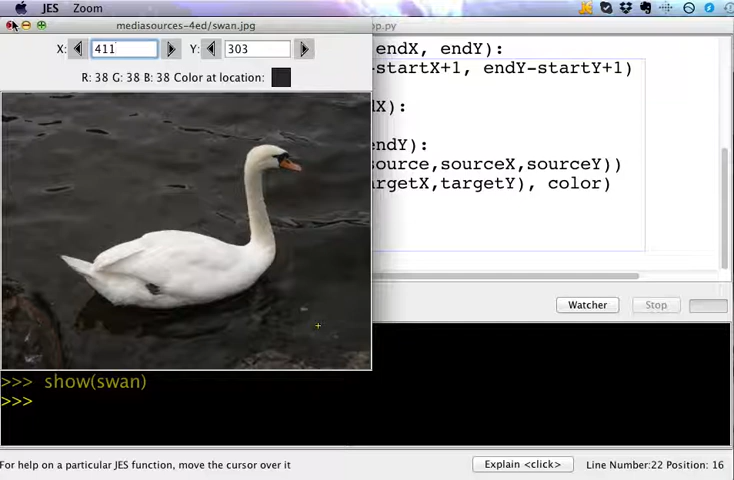 JES Zoom
mediasources-4ed/swan.jpg
op.py
X: 411 Y: 303
R: 38 G: 38 B: 38 Color at location:
endX, endY):
-startX+1, endY-startY+1)
dX):
endY):
source,sourceX,sourceY))
rgetX,targetY), color)
Watcher Stop
>>> show(swan)
>>>
For help on a particular JES function, move the cursor over it
Explain <click>
Line Number:22 Position: 16